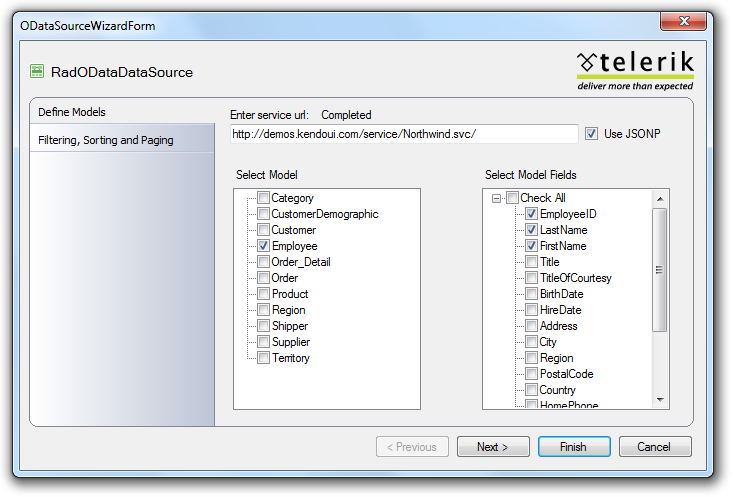 ODataSourceWizardForm
RadODataDataSource
telerik
deliver more than expected
Define Models
Filtering, Sorting and Paging
Enter service url: Completed
http://demos.kendoui.com/service/Northwind.svc/
Use JSONP
Select Model
Category
CustomerDemographic
Customer
Employee
Order_Detail
Order
Product
Region
Shipper
Supplier
Territory
Select Model Fields
Check All
EmployeeID
LastName
FirstName
Title
TitleOfCourtesy
BirthDate
HireDate
Address
City
Region
PostalCode
Country
HomePhone
< Previous
Next >
Finish
Cancel